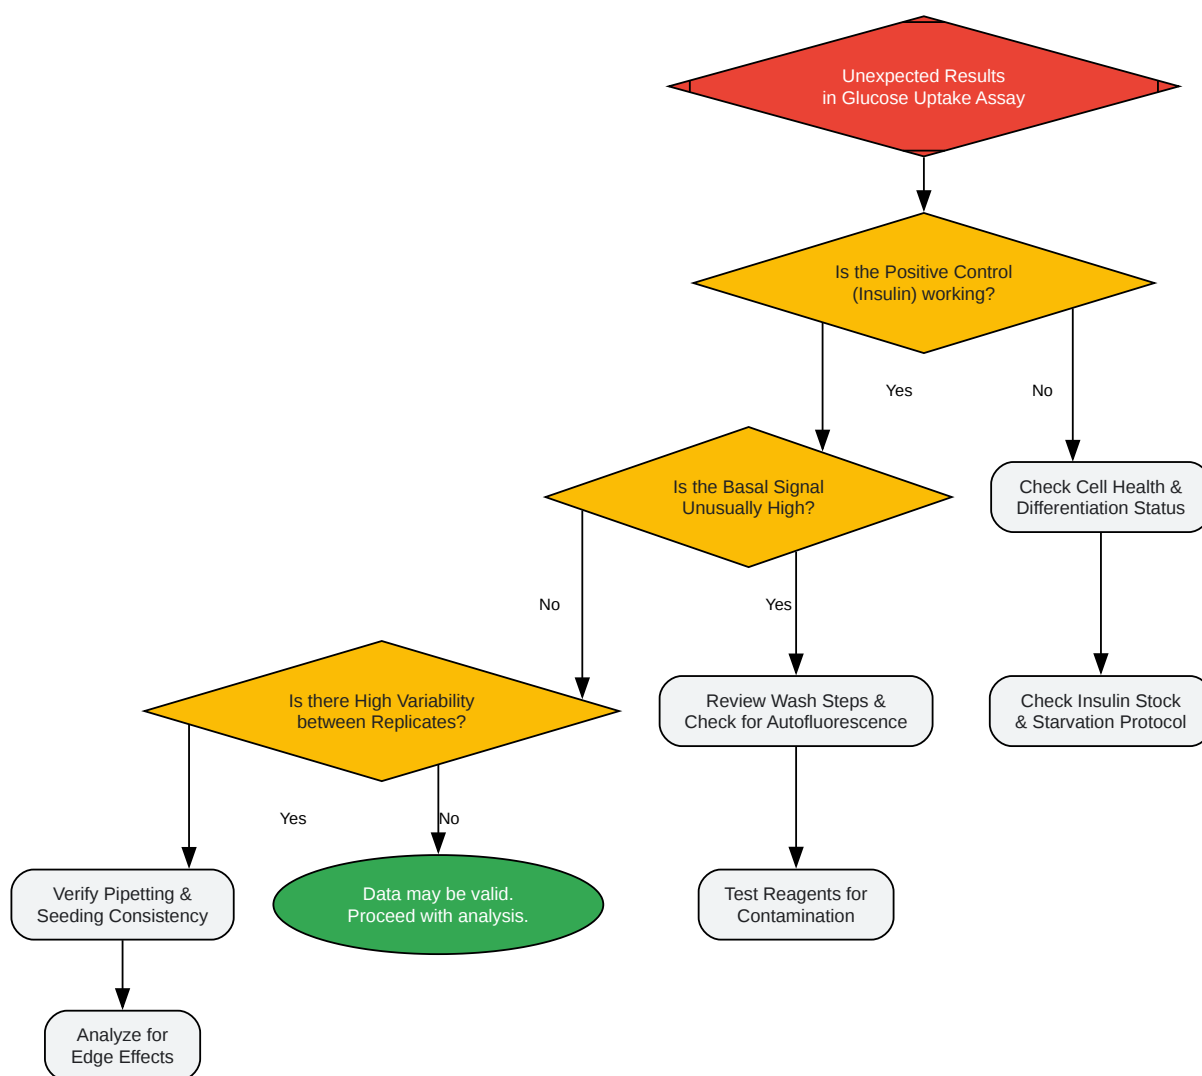 Unexpected Results
in Glucose Uptake Assay
Is the Positive Control
(Insulin) working?
Yes
No
Is the Basal Signal
Unusually High?
Check Cell Health &
Differentiation Status
No
Yes
Is there High Variability
between Replicates?
Review Wash Steps &
Check for Autofluorescence
Check Insulin Stock
& Starvation Protocol
Yes
No
Verify Pipetting &
Seeding Consistency
Data may be valid.
Proceed with analysis.
Test Reagents for
Contamination
Analyze for
Edge Effects